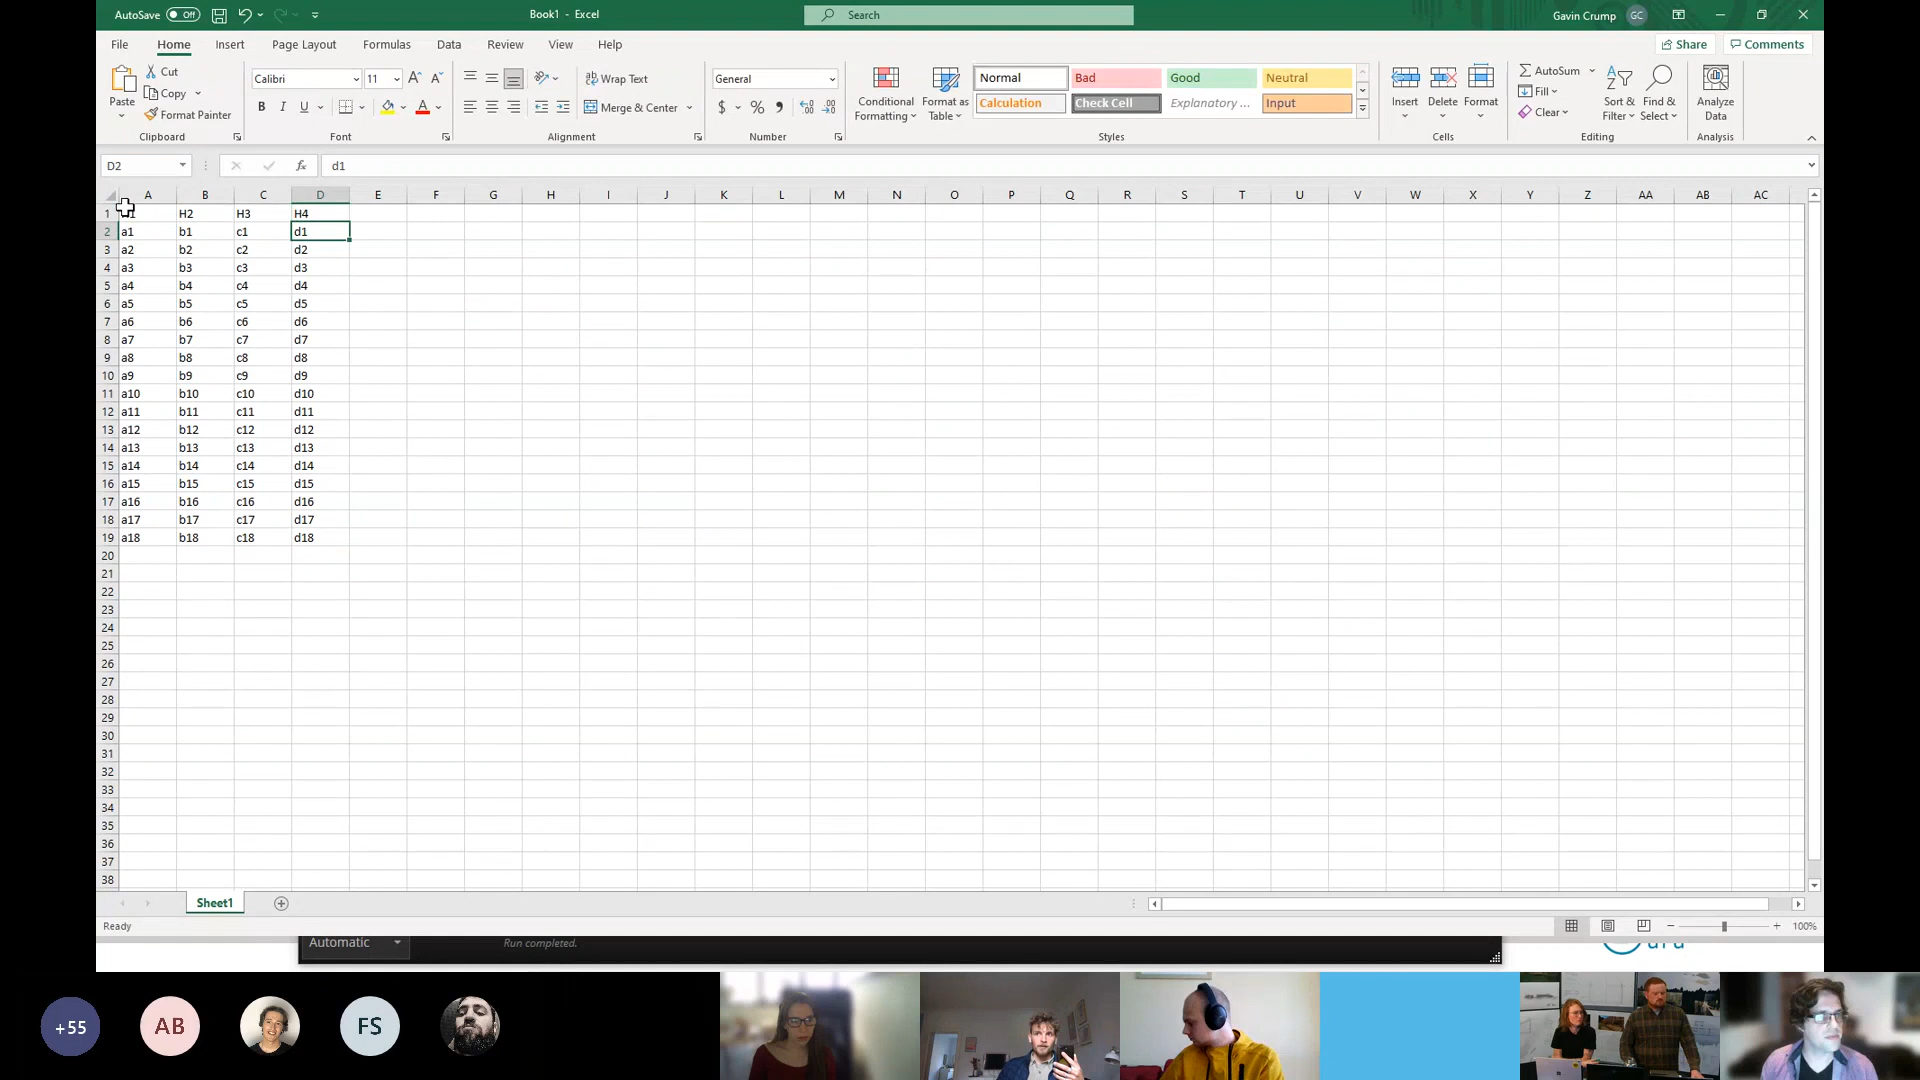 AutoSave Off Book1 - Excel Search Gavin Crump GC
File Home Insert Page Layout Formulas Data Review View Help Share Comments
Paste Cut Copy Format Painter
Calibri 11
B I U
Wrap Text
Merge & Center
General
$ % 9
Conditional Formatting
Format as Table
Normal Bad Good Neutral
Calculation Check Cell Explanatory ... Input
Insert Delete Format
AutoSum
Fill
Clear
Sort & Filter
Find & Select
Analyze Data
Clipboard Font Alignment Number Styles Cells Editing Analysis
D2 fx d1
A B C D E F G H I J K L M N O P Q R S T U V W X Y Z AA AB AC
1 H2 H3 H4
2 a1 b1 c1 d1
3 a2 b2 c2 d2
4 a3 b3 c3 d3
5 a4 b4 c4 d4
6 a5 b5 c5 d5
7 a6 b6 c6 d6
8 a7 b7 c7 d7
9 a8 b8 c8 d8
10 a9 b9 c9 d9
11 a10 b10 c10 d10
12 a11 b11 c11 d11
13 a12 b12 c12 d12
14 a13 b13 c13 d13
15 a14 b14 c14 d14
16 a15 b15 c15 d15
17 a16 b16 c16 d16
18 a17 b17 c17 d17
19 a18 b18 c18 d18
20
21
22
23
24
25
26
27
28
29
30
31
32
33
34
35
36
37
38
Sheet1
Ready 100%
Automatic Run completed.
+55 AB FS